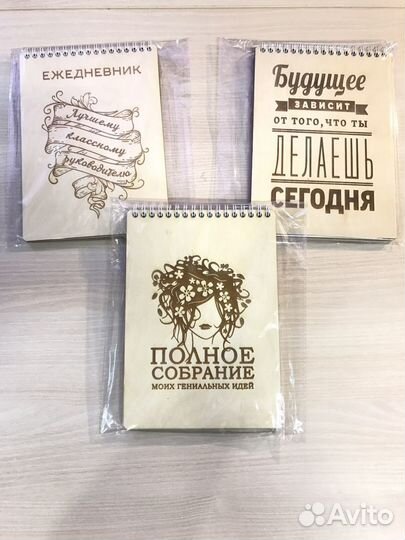 ЕЖЕДНЕВНИК
Лучшему
классному
руководителю
Будущее
ЗАВИСИТ
ОТ ТОГО, ЧТО ТЫ
ДЕЛАЕШЬ
СЕГОДНЯ
ПОЛНОЕ
СОБРАНИЕ
МОИХ ГЕНИАЛЬНЫХ ИДЕЙ
Avito